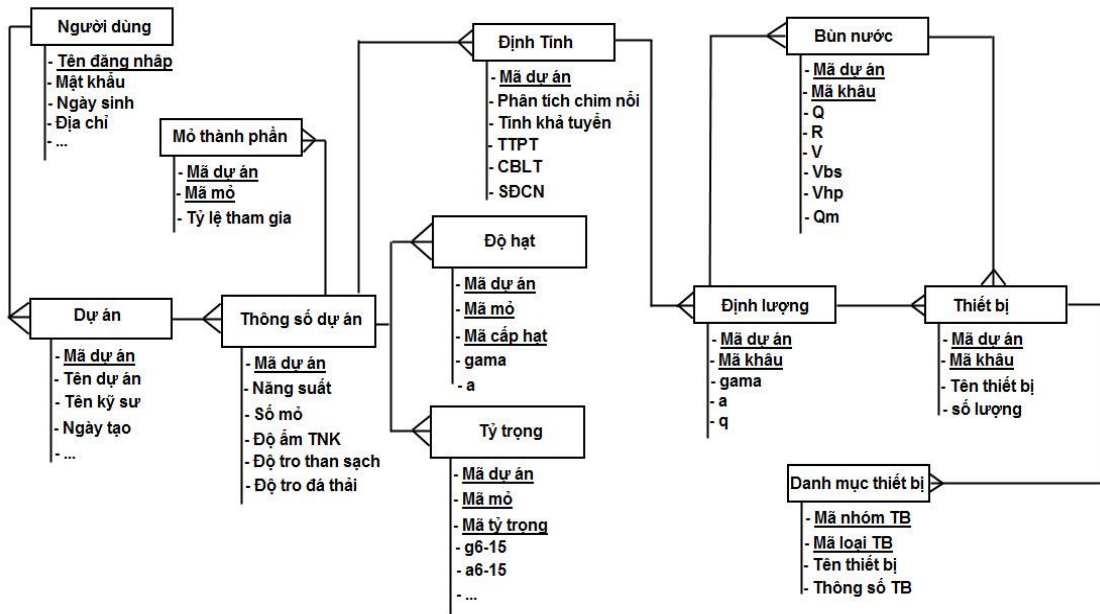 Người dùng
- Tên đăng nhâp
- Mật khẩu
- Ngày sinh
- Địa chỉ
- ...
Mỏ thành phần
- Mã dự án
- Mã mỏ
- Tỷ lệ tham gia
Dự án
- Mã dự án
- Tên dự án
- Tên kỹ sư
- Ngày tạo
- ...
Thông số dự án
- Mã dự án
- Năng suất
- Số mỏ
- Độ ẩm TNK
- Độ tro than sạch
- Độ tro đá thải
Định Tính
- Mã dự án
- Phân tích chìm nổi
- Tính khả tuyển
- TTPT
- CBLT
- SĐCN
Độ hạt
- Mã dự án
- Mã mỏ
- Mã cấp hạt
- gama
- a
Tỷ trọng
- Mã dự án
- Mã mỏ
- Mã tỷ trọng
- g6-15
- a6-15
- ...
Bùn nước
- Mã dự án
- Mã khâu
- Q
- R
- V
- Vbs
- Vhp
- Qm
Định lượng
- Mã dự án
- Mã khâu
- gama
- a
- q
Thiết bị
- Mã dự án
- Mã khâu
- Tên thiết bị
- số lượng
Danh mục thiết bị
- Mã nhóm TB
- Mã loại TB
- Tên thiết bị
- Thông số TB